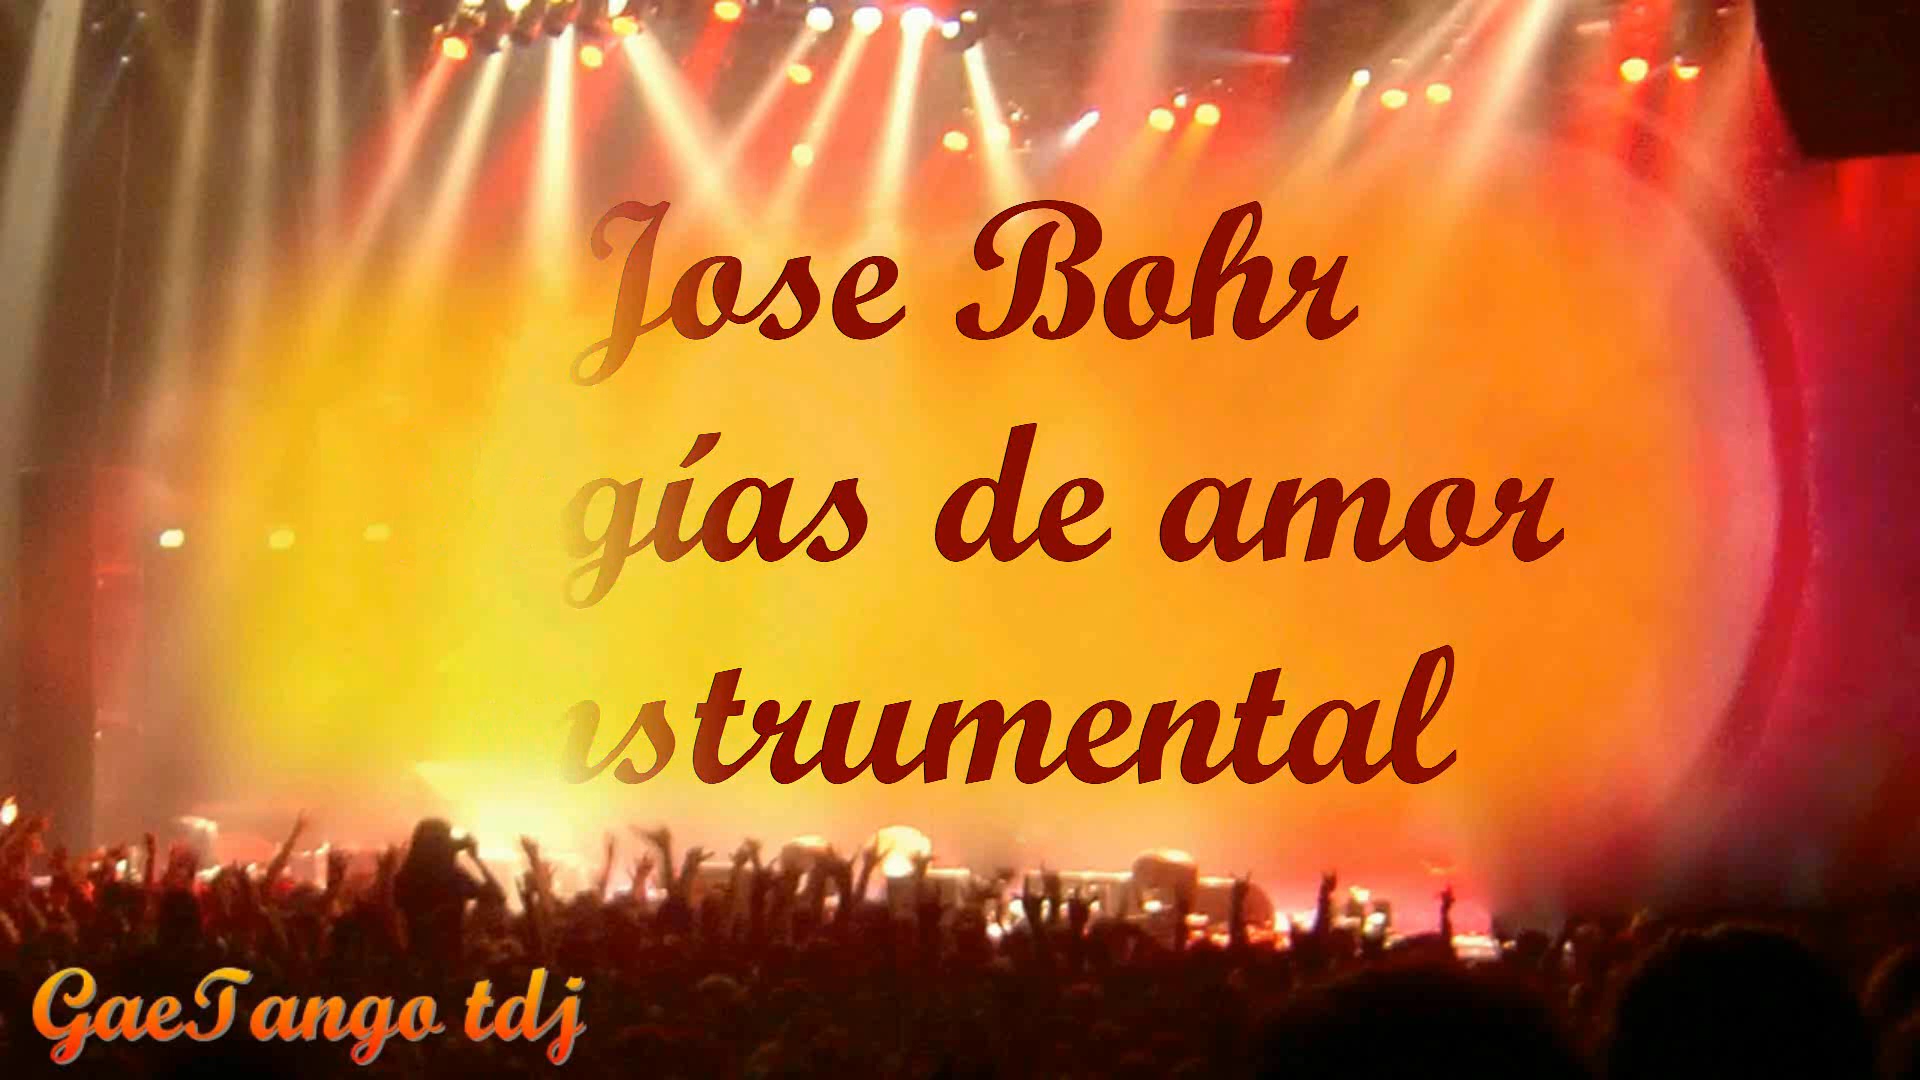 Jose Bohr
gías de amor
strumental
GaeTango tdj